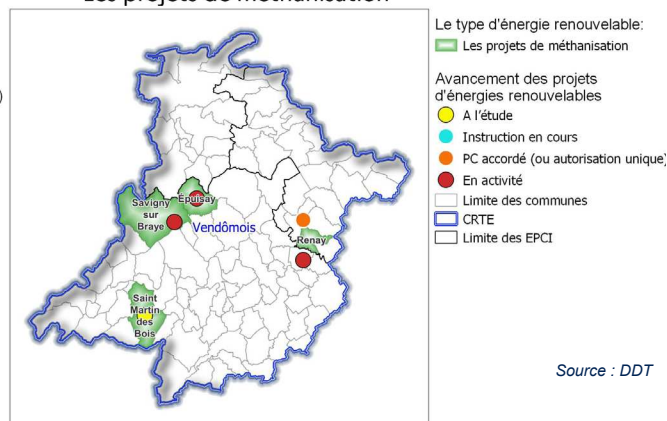 Les projets de méthanisation
)
Le type d'énergie renouvelable:
Les projets de méthanisation
Avancement des projets
d'énergies renouvelables
A l'étude
Instruction en cours
PC accordé (ou autorisation unique)
En activité
Limite des communes
CRTE
Limite des EPCI
Savigny
sur
Braye
Epuisay
Vendômois
Renay
Saint
Martin
des
Bois
Source : DDT